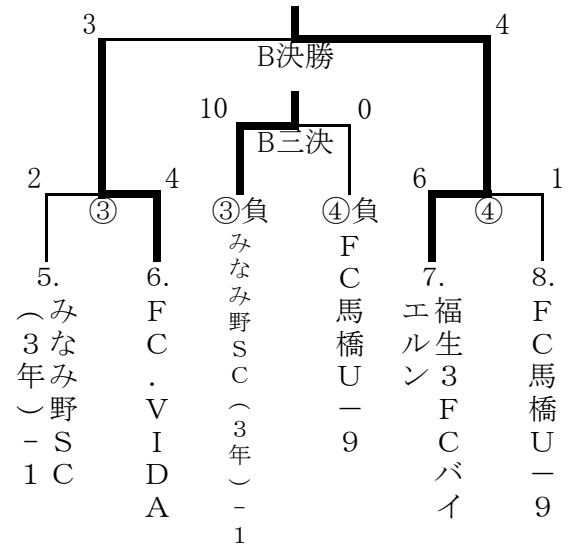 3
4
B決勝
10
0
B三決
2
4
6
1
③
③負
④負
④
5.
みなみ野SC
(3年)-1
6.
FC.VIDA
みなみ野SC(3年)-1
FC馬橋U-9
7.
福生3FCバイ
エルン
8.
FC馬橋U-9